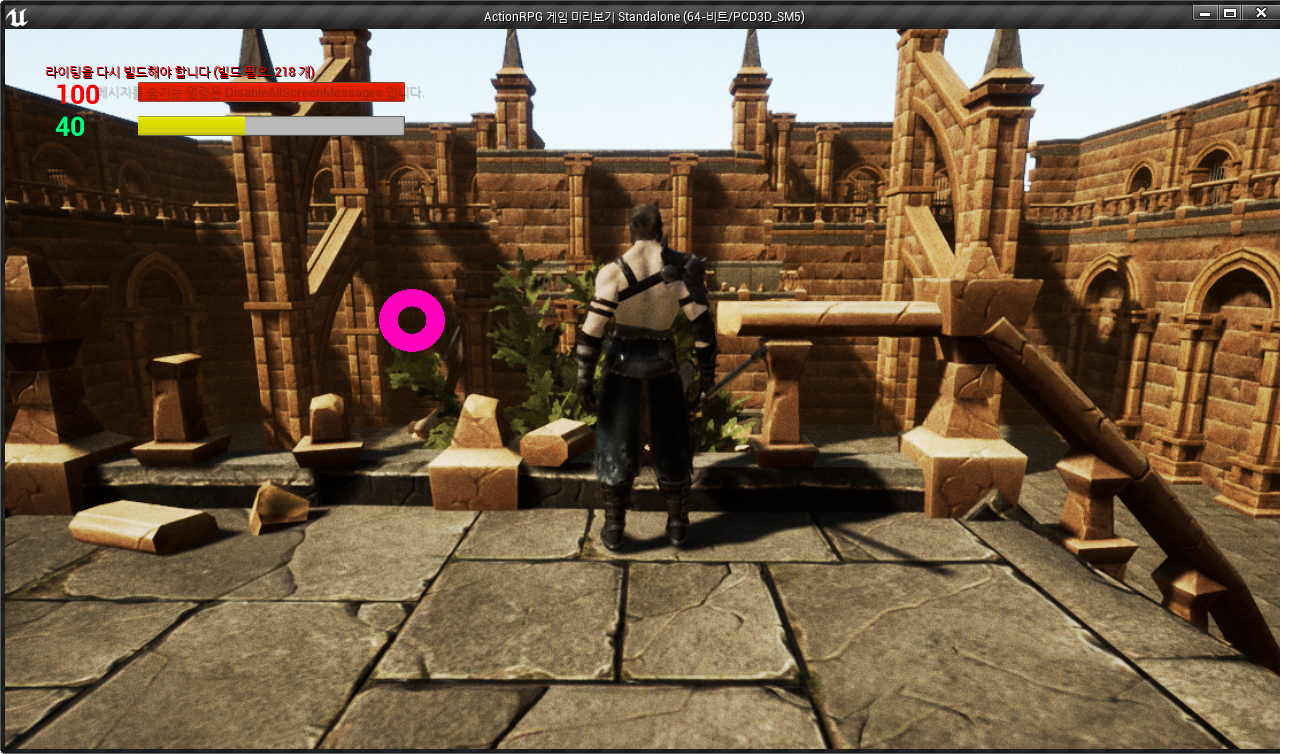 ActionRPG 게임 미리보기 Standalone (64-비트/PCD3D_SM5)
라이팅을 다시 빌드해야 합니다 (빌드 필요: 218 개)
100
메시지를 숨기는 명령은 DisableAllScreenMessages 입니다.
40